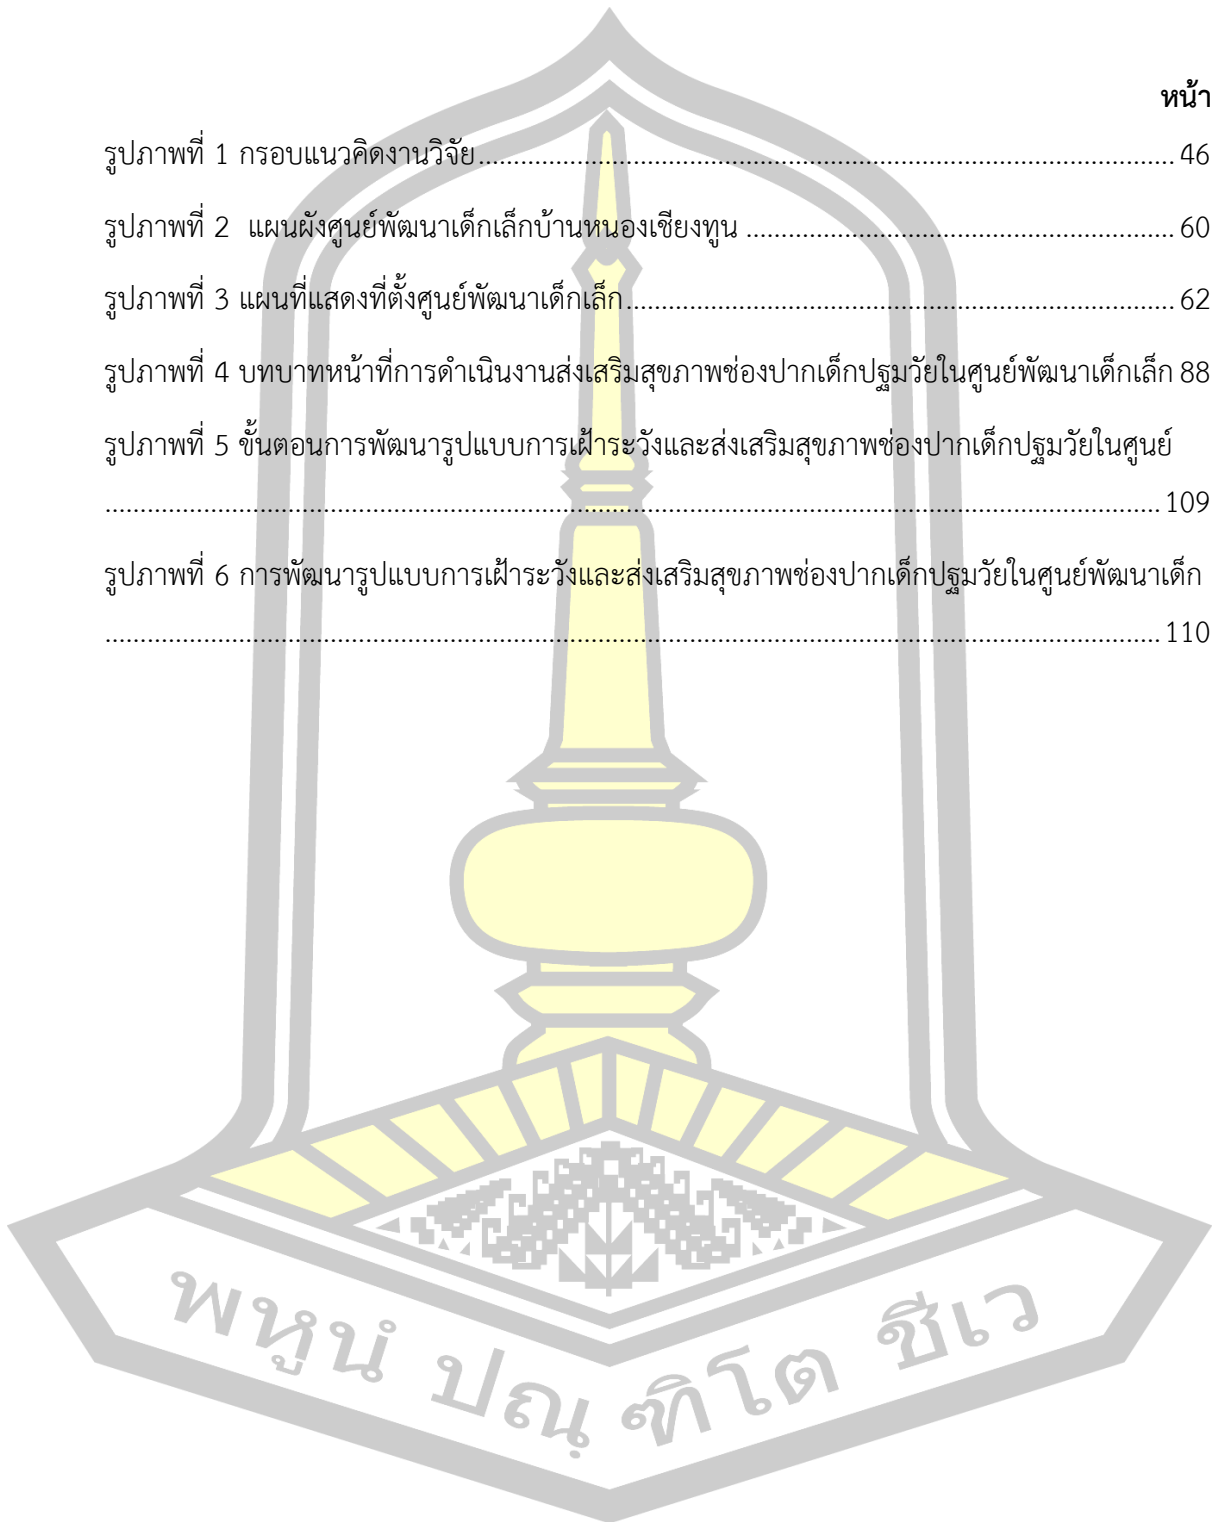 หน้า
รูปภาพที่ 1 กรอบแนวคิดงานวิจัย........................................................................................................ 46
รูปภาพที่ 2  แผนผังศูนย์พัฒนาเด็กเล็กบ้านหนองเชียงทูน ................................................................ 60
รูปภาพที่ 3 แผนที่แสดงที่ตั้งศูนย์พัฒนาเด็กเล็ก................................................................................. 62
รูปภาพที่ 4 บทบาทหน้าที่การดำเนินงานส่งเสริมสุขภาพช่องปากเด็กปฐมวัยในศูนย์พัฒนาเด็กเล็ก 88
รูปภาพที่ 5 ขั้นตอนการพัฒนารูปแบบการเฝ้าระวังและส่งเสริมสุขภาพช่องปากเด็กปฐมวัยในศูนย์
........................................................................................................................................................ 109
รูปภาพที่ 6 การพัฒนารูปแบบการเฝ้าระวังและส่งเสริมสุขภาพช่องปากเด็กปฐมวัยในศูนย์พัฒนาเด็ก
........................................................................................................................................................ 110
พหูนํ ปณฺฑิโต ชีเว